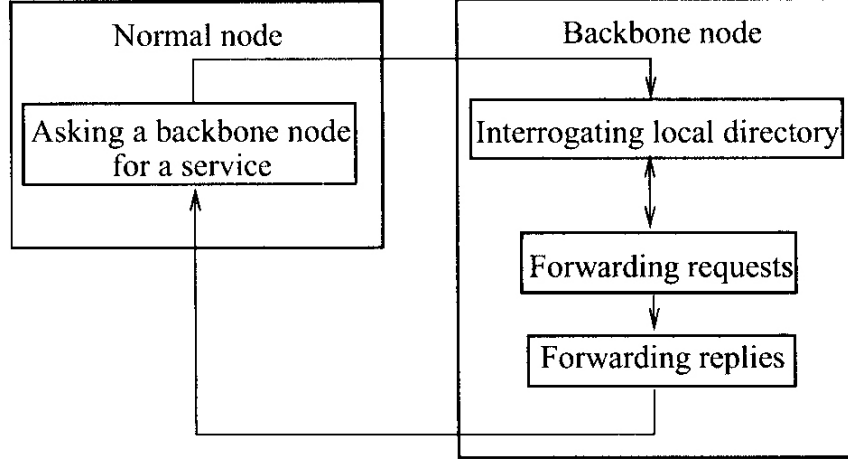 Normal node
Asking a backbone node
for a service
Backbone node
Interrogating local directory
Forwarding requests
Forwarding replies